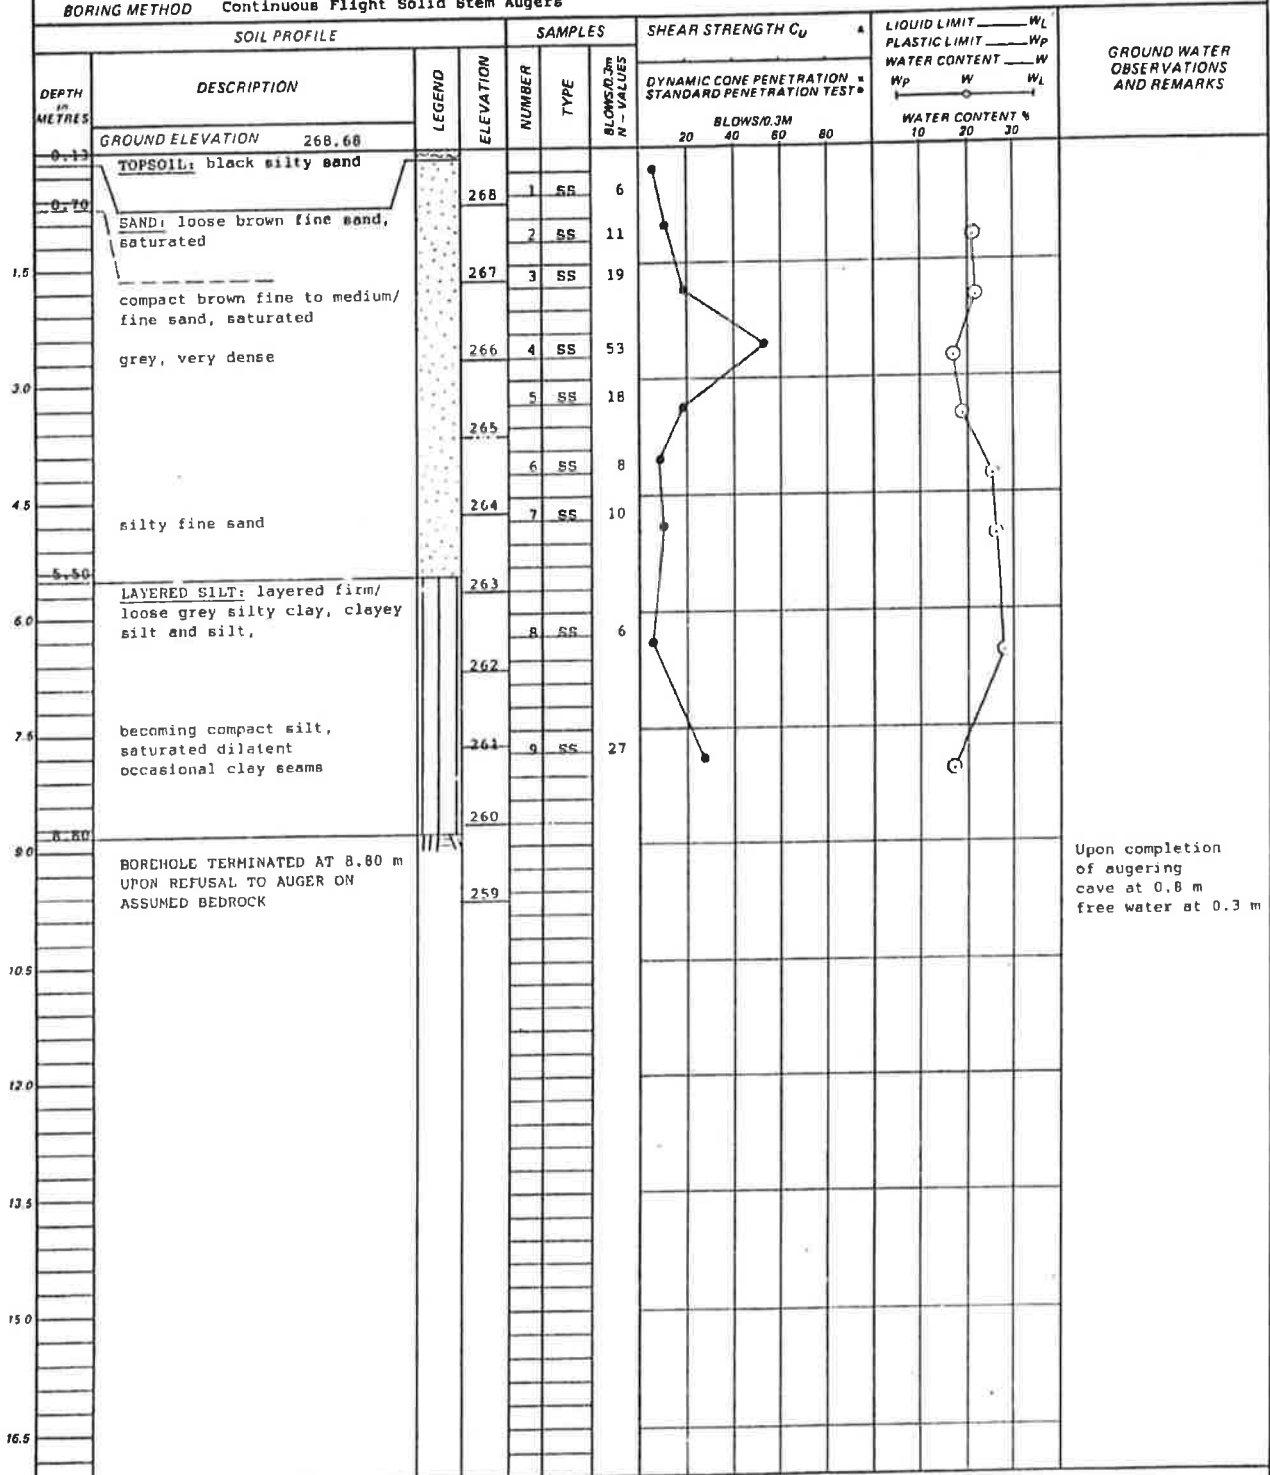 BORING METHOD Continuous Flight Solid Stem Augers
SOIL PROFILE
SAMPLES
SHEAR STRENGTH Cu ▲
LIQUID LIMIT WL
PLASTIC LIMIT WP
WATER CONTENT W
GROUND WATER
OBSERVATIONS
AND REMARKS
DEPTH
in
METRES
DESCRIPTION
LEGEND
ELEVATION
NUMBER
TYPE
BLOWS/0.3m
N - VALUES
DYNAMIC CONE PENETRATION ×
STANDARD PENETRATION TEST ●
WP W WL
BLOWS/0.3M
20 40 60 80
WATER CONTENT %
10 20 30
GROUND ELEVATION 268.68
0.13
TOPSOIL: black silty sand
268
1 SS 6
0.70
SAND: loose brown fine sand,
saturated
2 SS 11
1.5
267
3 SS 19
compact brown fine to medium/
fine sand, saturated
grey, very dense
266
4 SS 53
3.0
5 SS 18
265
6 SS 8
4.5
264
7 SS 10
silty fine sand
5.50
263
LAYERED SILT: layered firm/
loose grey silty clay, clayey
silt and silt,
6.0
8 SS 6
262
becoming compact silt,
saturated dilatent
occasional clay seams
7.5
261
9 SS 27
260
8.80
9.0
BOREHOLE TERMINATED AT 8.80 m
UPON REFUSAL TO AUGER ON
ASSUMED BEDROCK
259
Upon completion
of augering
cave at 0.8 m
free water at 0.3 m
10.5
12.0
13.5
15.0
16.5